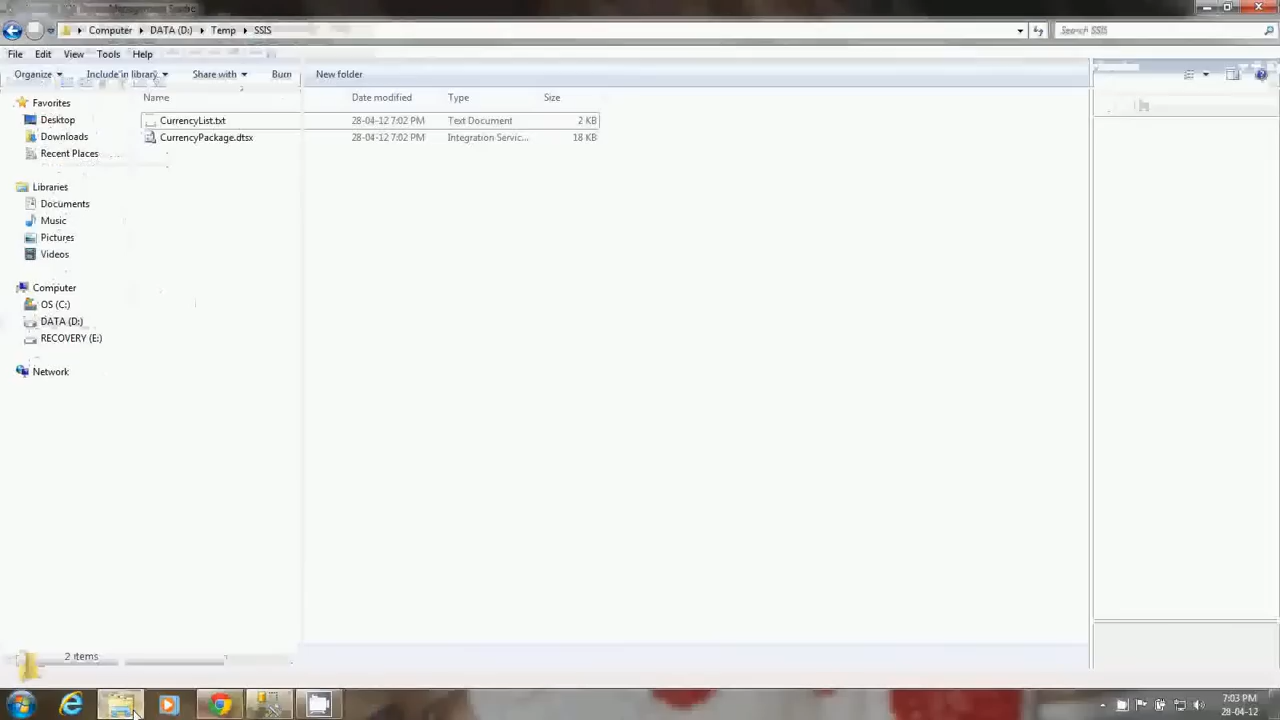 Computer DATA (D:) Temp SSIS
Search SSIS
File Edit View Tools Help
Organize Include in library Share with Burn New folder
Favorites
Desktop
Downloads
Recent Places
Libraries
Documents
Music
Pictures
Videos
Computer
OS (C:)
DATA (D:)
RECOVERY (E:)
Network
Name Date modified Type Size
CurrencyList.txt 28-04-12 7:02 PM Text Document 2 KB
CurrencyPackage.dtsx 28-04-12 7:02 PM Integration Servic... 18 KB
2 items
7:03 PM
28-04-12